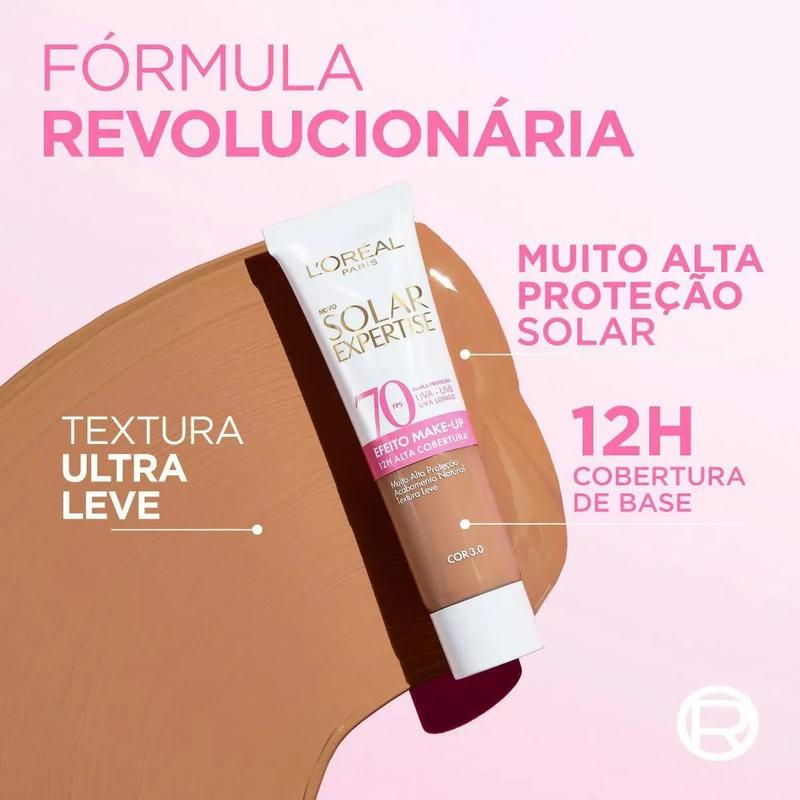 FÓRMULA
REVOLUCIONÁRIA
L'ORÉAL
PARIS
NOVO
SOLAR
EXPERTISE
70
FPS
TRIPLA PROTEÇÃO
UVA - UVB
UVA LONGO
EFEITO MAKE-UP
12H ALTA COBERTURA
Muito Alta Proteção
Acabamento Natural
Textura Leve
COR 3.0
MUITO ALTA
PROTEÇÃO
SOLAR
TEXTURA
ULTRA
LEVE
12H
COBERTURA
DE BASE
R